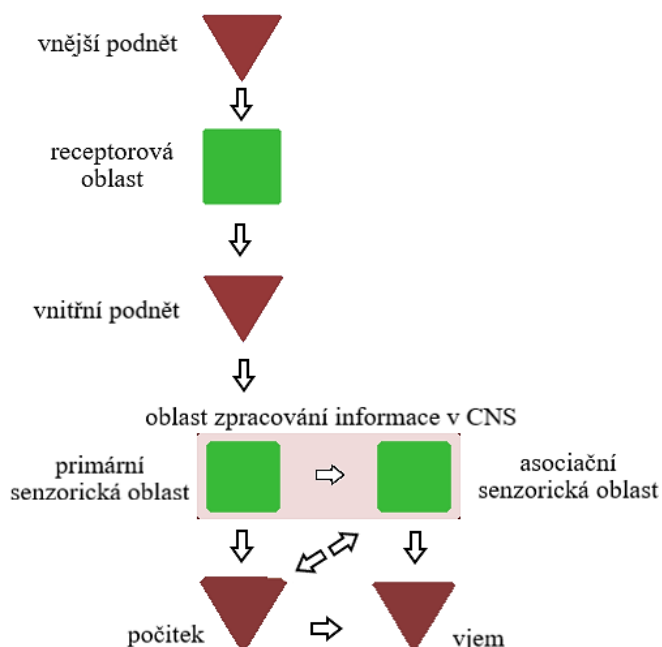 vnější podnět
receptorová
oblast
vnitřní podnět
oblast zpracování informace v CNS
primární
senzorická oblast
asociační
senzorická oblast
počitek
vjem